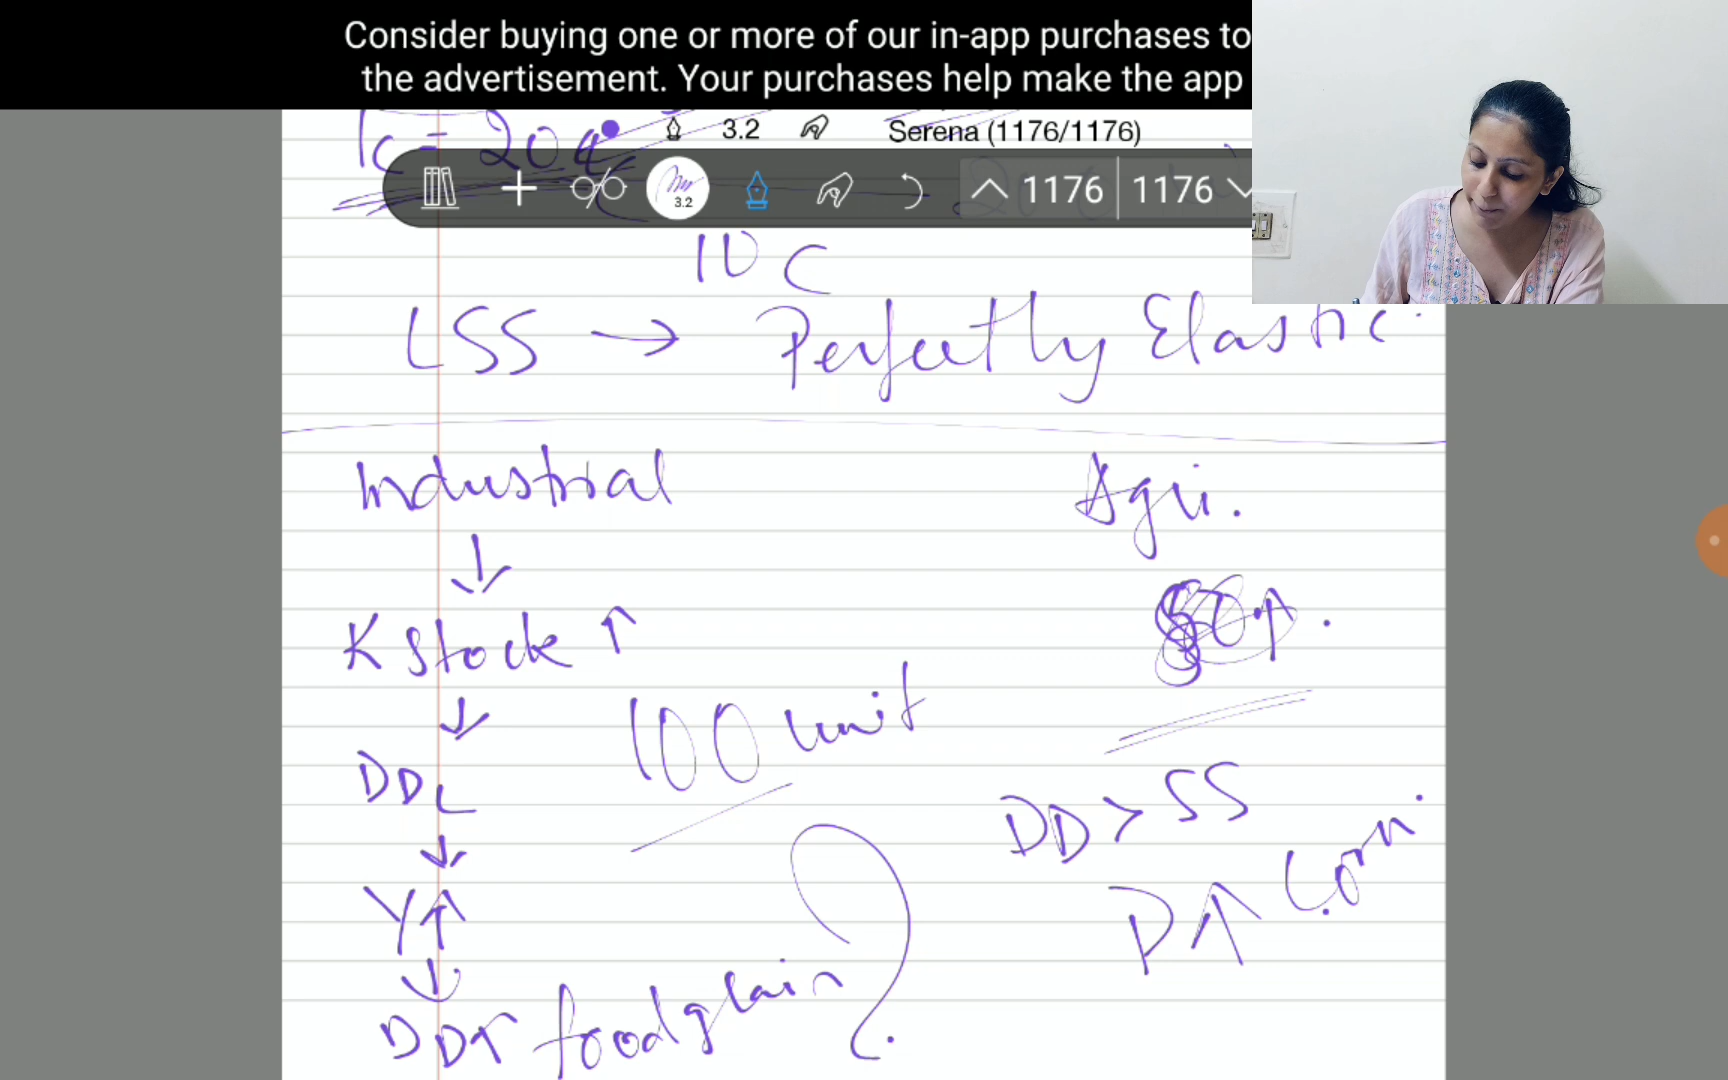 Consider buying one or more of our in-app purchases to
the advertisement. Your purchases help make the app
3.2 Serena (1176/1176)
3.2 1176 1176
10 C
LSS → Perfectly Elastic.
Industrial Agri.
↓
K Stock ↑
↓ 100 unit
DD L DD > SS
↓ P↑ Corn.
Y↑
↓
DD↑ foodgrain